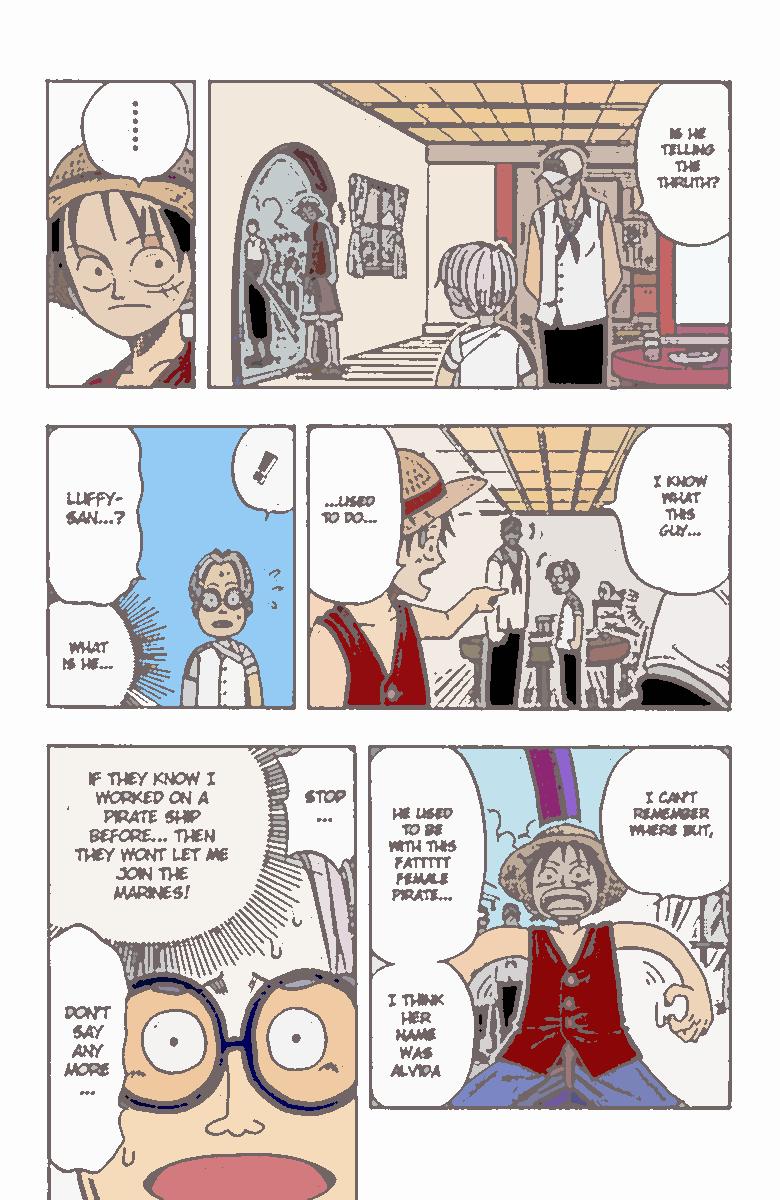 IS HE
TELLING
THE
THRUTH?
.......
I KNOW
WHAT
THIS
GUY...
...USED
TO DO...
!!
LUFFY-
SAN...?
WHAT
IS HE...
I CAN'T
REMEMBER
WHERE BUT,
HE USED
TO BE
WITH THIS
FATTTTT
FEMALE
PIRATE...
I THINK
HER
NAME
WAS
ALVIDA
STOP
...
IF THEY KNOW I
WORKED ON A
PIRATE SHIP
BEFORE... THEN
THEY WONT LET ME
JOIN THE
MARINES!
DON'T
SAY
ANY
MORE
...